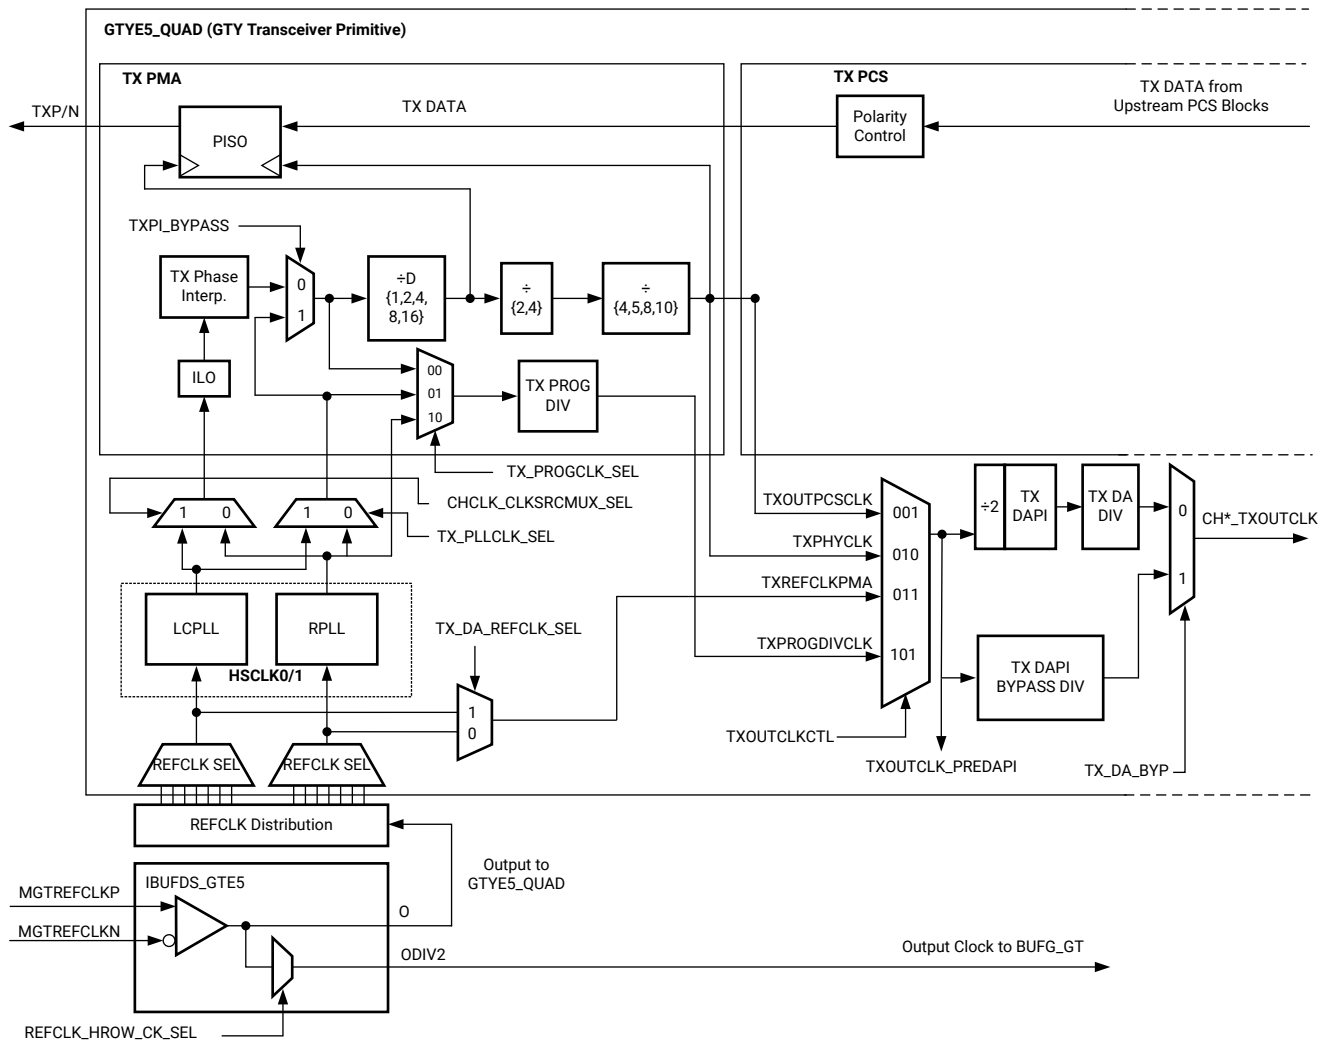 GTYE5_QUAD (GTY Transceiver Primitive)
TX PMA
TX PCS
TX DATA from
Upstream PCS Blocks
TXP/N
TX DATA
PISO
Polarity
Control
TXPI_BYPASS
TX Phase
Interp.
0
1
÷D
{1,2,4,
8,16}
÷
{2,4}
÷
{4,5,8,10}
ILO
00
01
10
TX PROG
DIV
TX_PROGCLK_SEL
CHCLK_CLKSRCMUX_SEL
TX_PLLCLK_SEL
1 0
1 0
TXOUTPCSCLK
001
TXPHYCLK
010
TXREFCLKPMA
011
TXPROGDIVCLK
101
÷2
TX
DAPI
TX DA
DIV
0
1
CH*_TXOUTCLK
LCPLL
RPLL
HSCLK0/1
TX_DA_REFCLK_SEL
1
0
TX DAPI
BYPASS DIV
TXOUTCLKCTL
TXOUTCLK_PREDAPI
TX_DA_BYP
REFCLK SEL
REFCLK SEL
REFCLK Distribution
Output to
GTYE5_QUAD
IBUFDS_GTE5
MGTREFCLKP
MGTREFCLKN
O
ODIV2
Output Clock to BUFG_GT
REFCLK_HROW_CK_SEL